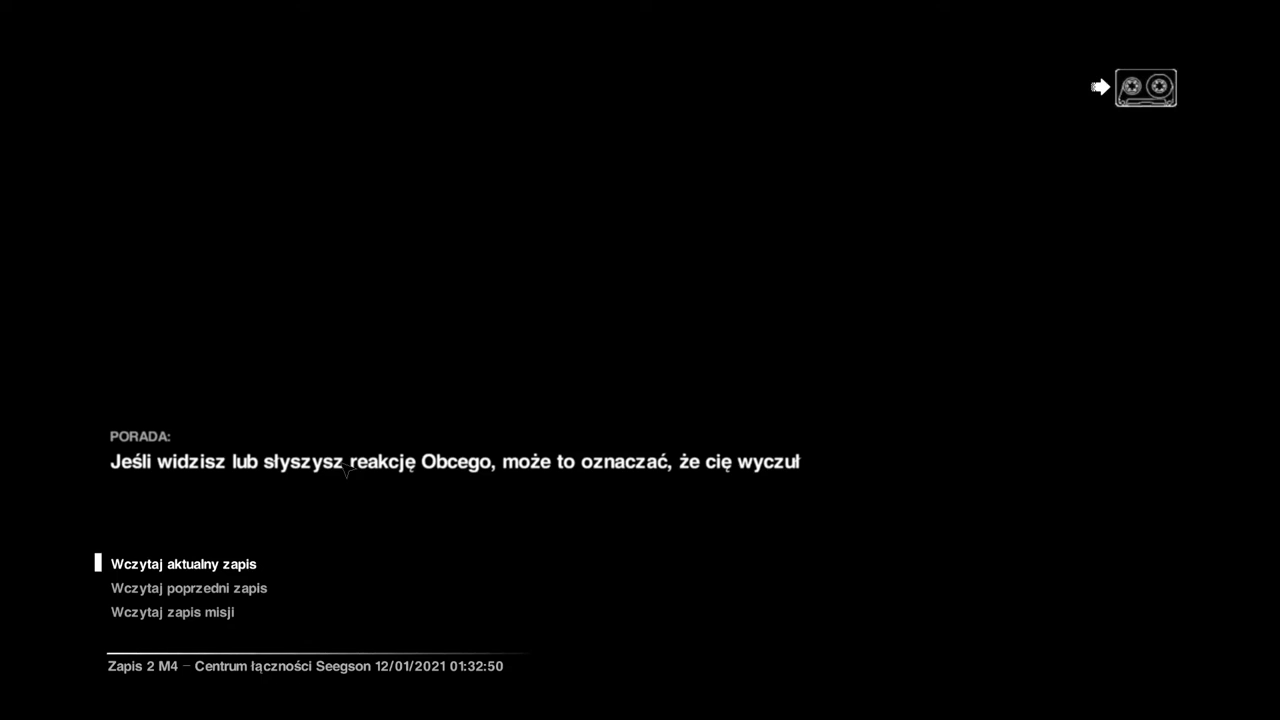 PORADA:
Jeśli widzisz lub słyszysz reakcję Obcego, może to oznaczać, że cię wyczuł
Wczytaj aktualny zapis
Wczytaj poprzedni zapis
Wczytaj zapis misji
Zapis 2 M4 – Centrum łączności Seegson 12/01/2021 01:32:50